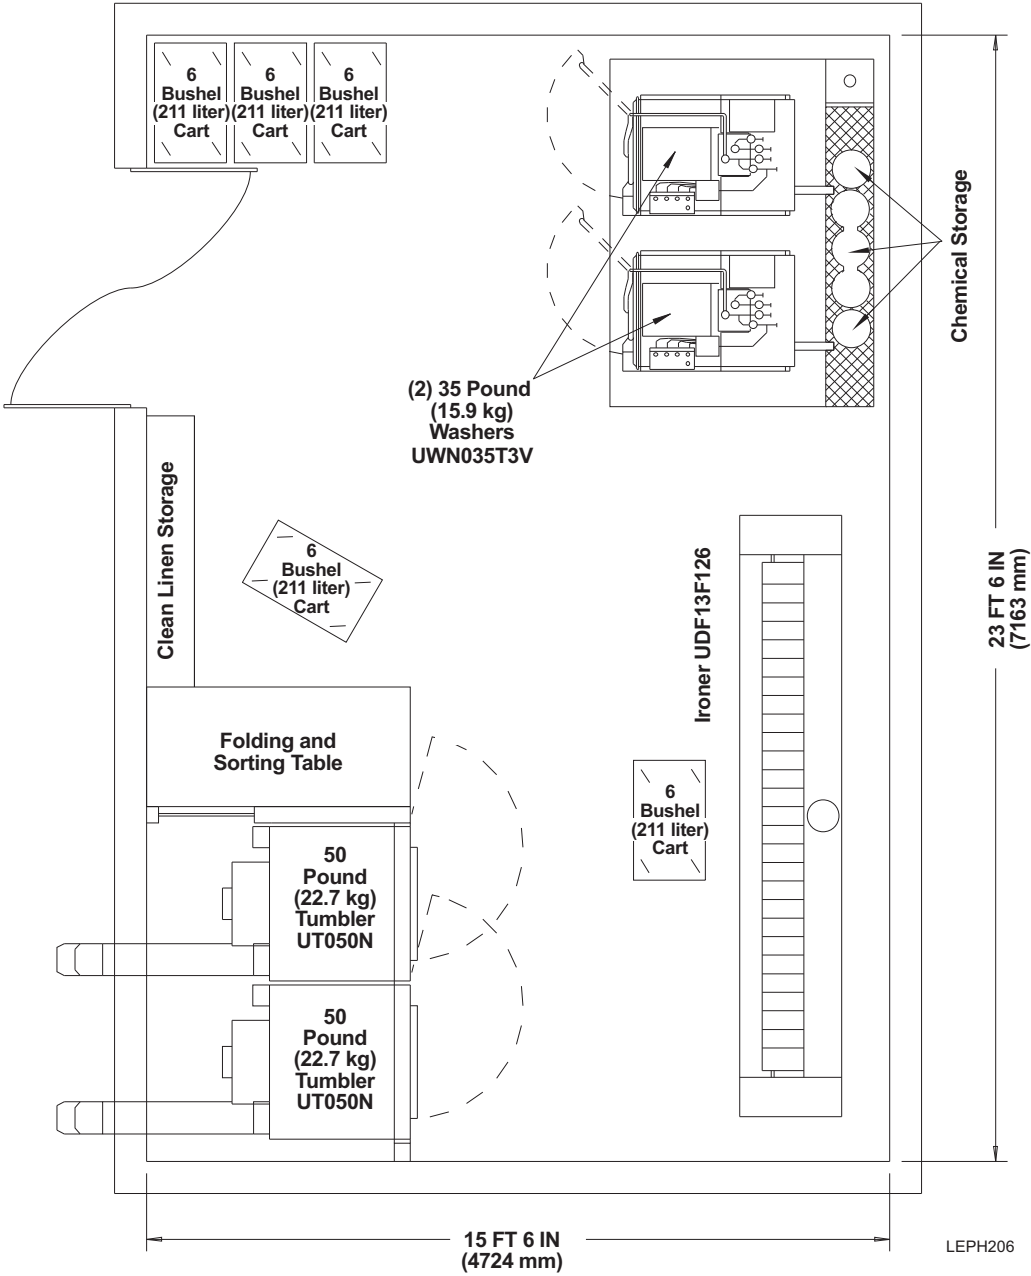 6
Bushel
(211 liter)
Cart
6
Bushel
(211 liter)
Cart
6
Bushel
(211 liter)
Cart
Chemical Storage
(2) 35 Pound
(15.9 kg)
Washers
UWN035T3V
Clean Linen Storage
6
Bushel
(211 liter)
Cart
Ironer UDF13F126
23 FT 6 IN
(7163 mm)
Folding and
Sorting Table
6
Bushel
(211 liter)
Cart
50
Pound
(22.7 kg)
Tumbler
UT050N
50
Pound
(22.7 kg)
Tumbler
UT050N
15 FT 6 IN
(4724 mm)
LEPH206